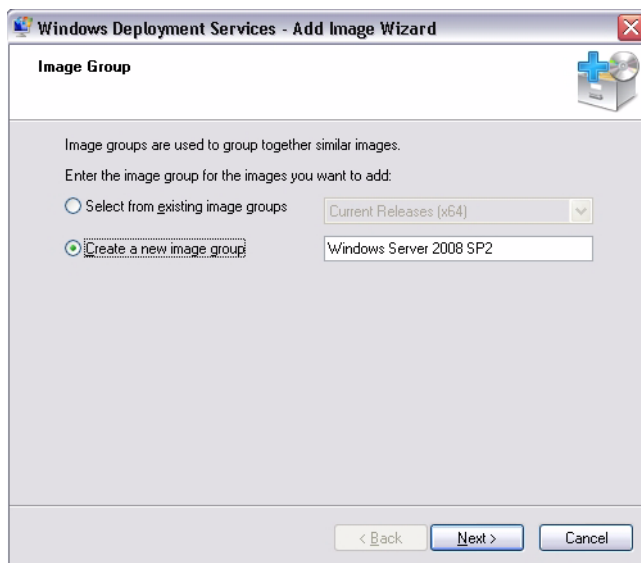 Windows Deployment Services - Add Image Wizard
Image Group
Image groups are used to group together similar images.
Enter the image group for the images you want to add:
Select from existing image groups
Current Releases (x64)
Create a new image group
Windows Server 2008 SP2
< Back
Next >
Cancel